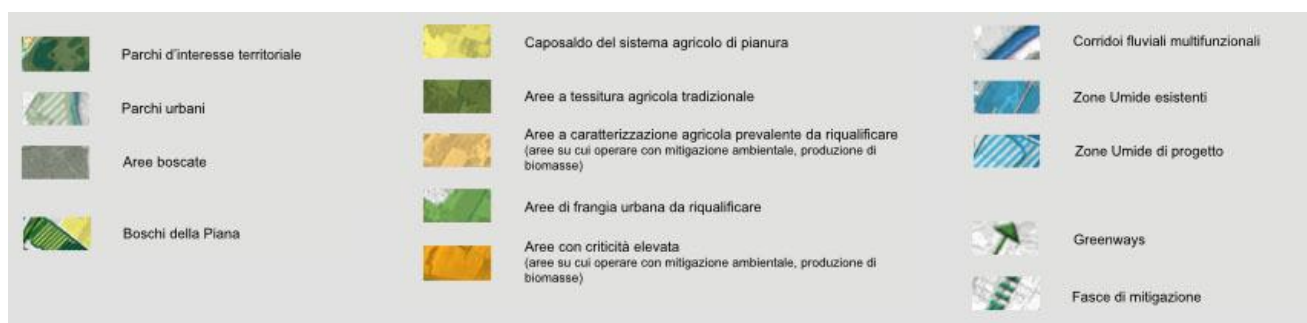 Parchi d'interesse territoriale
Parchi urbani
Aree boscate
Boschi della Piana
Caposaldo del sistema agricolo di pianura
Aree a tessitura agricola tradizionale
Aree a caratterizzazione agricola prevalente da riqualificare
(aree su cui operare con mitigazione ambientale, produzione di
biomasse)
Aree di frangia urbana da riqualificare
Aree con criticità elevata
(aree su cui operare con mitigazione ambientale, produzione di
biomasse)
Corridoi fluviali multifunzionali
Zone Umide esistenti
Zone Umide di progetto
Greenways
Fasce di mitigazione